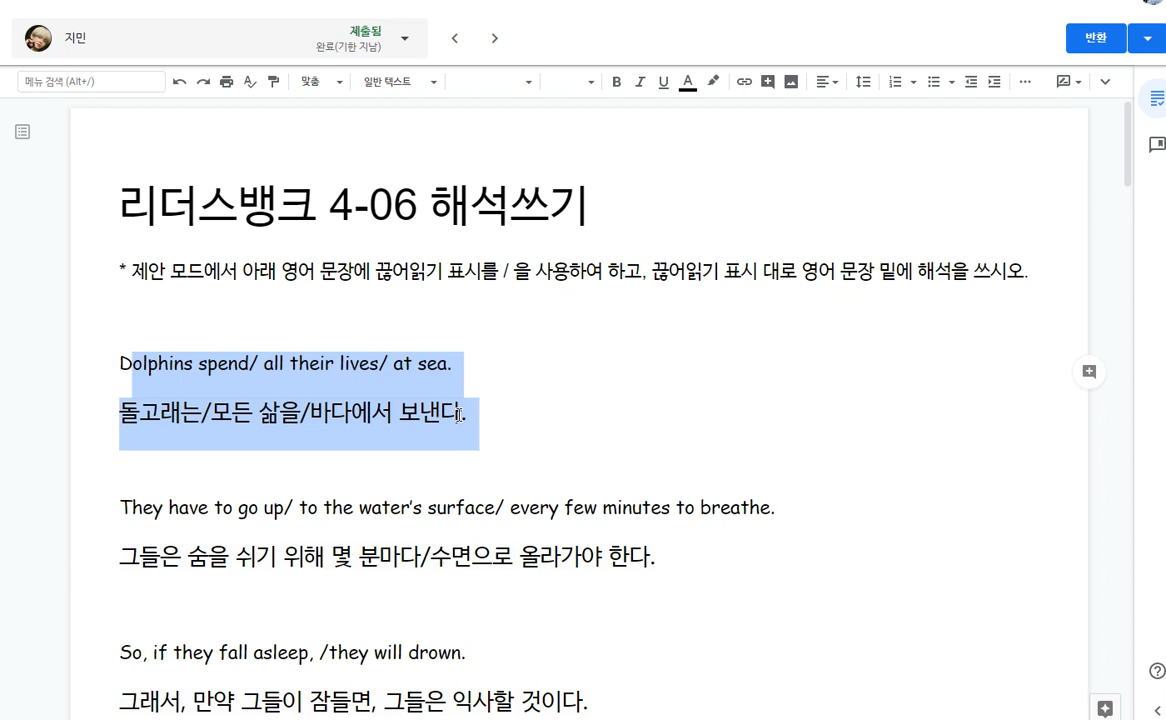 지민
제출됨
완료(기한 지남)
반환
메뉴 검색 (Alt+/)
맞춤
일반 텍스트
B I U A
리더스뱅크 4-06 해석쓰기
* 제안 모드에서 아래 영어 문장에 끊어읽기 표시를 / 을 사용하여 하고, 끊어읽기 표시 대로 영어 문장 밑에 해석을 쓰시오.
Dolphins spend/ all their lives/ at sea.
돌고래는/모든 삶을/바다에서 보낸다.
They have to go up/ to the water's surface/ every few minutes to breathe.
그들은 숨을 쉬기 위해 몇 분마다/수면으로 올라가야 한다.
So, if they fall asleep, /they will drown.
그래서, 만약 그들이 잠들면, 그들은 익사할 것이다.